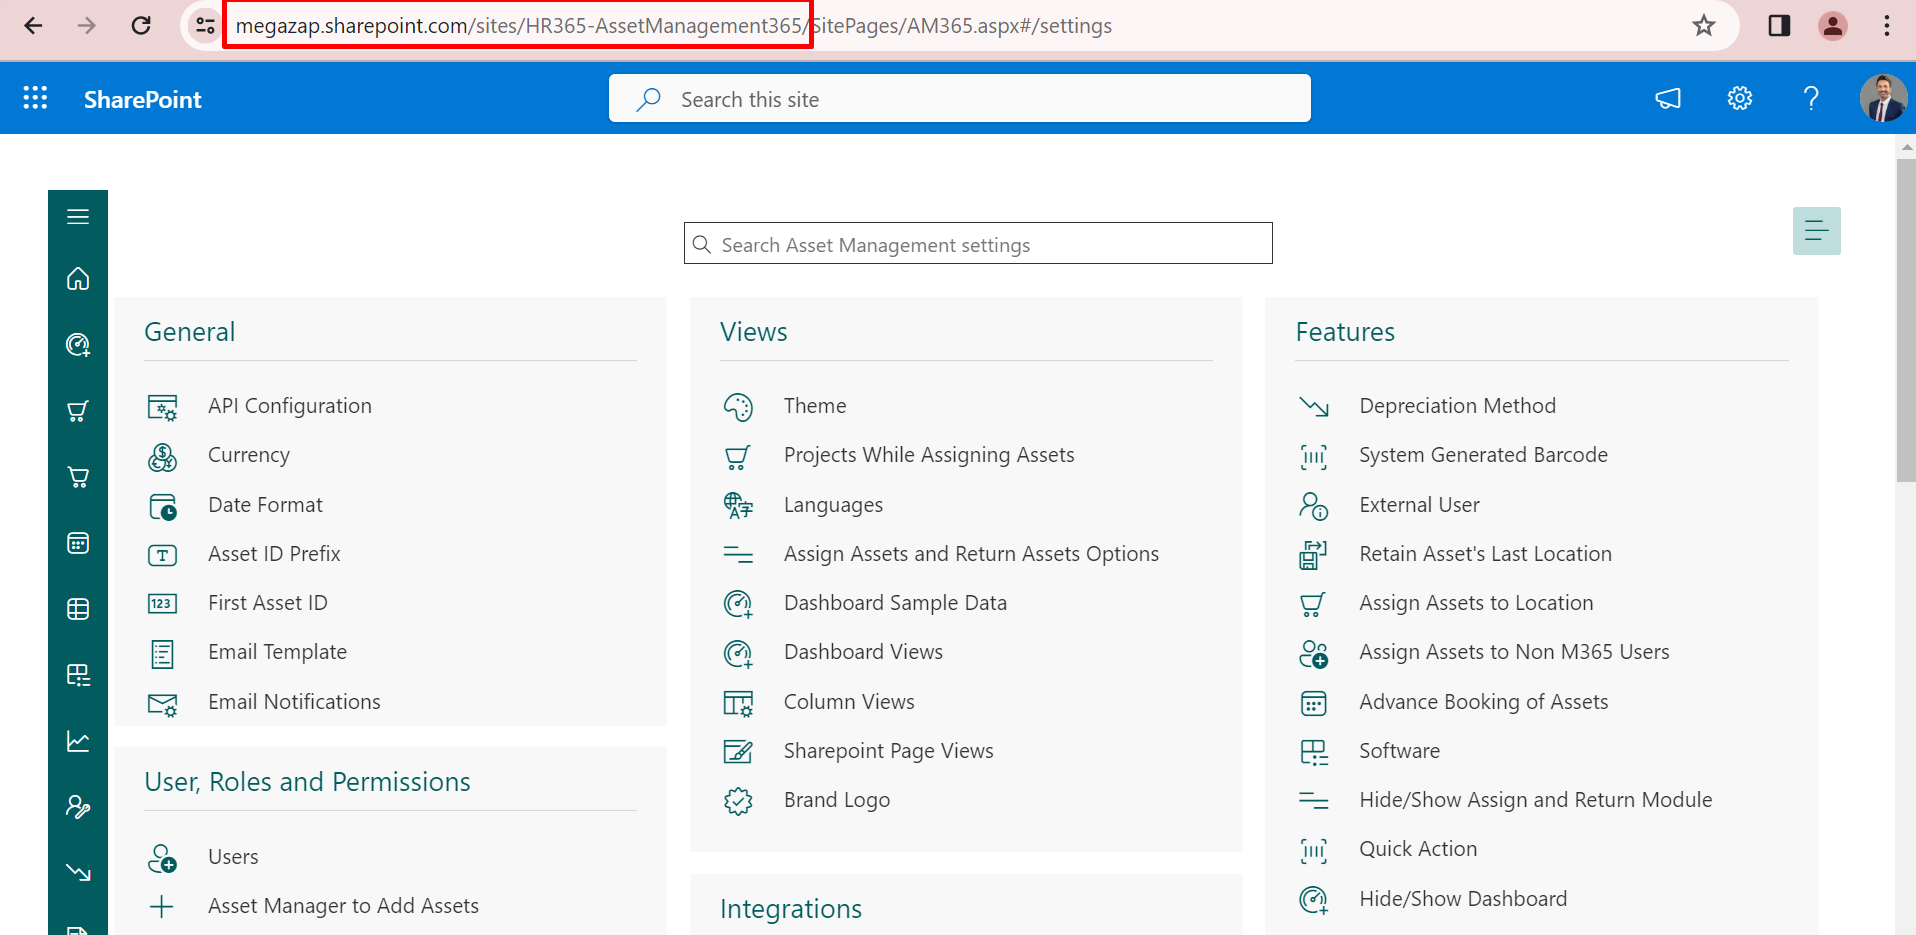 megazap.sharepoint.com/sites/HR365-AssetManagement365/SitePages/AM365.aspx#/settings
SharePoint
Search this site
Search Asset Management settings
General
API Configuration
Currency
Date Format
Asset ID Prefix
First Asset ID
Email Template
Email Notifications
User, Roles and Permissions
Users
Asset Manager to Add Assets
Views
Theme
Projects While Assigning Assets
Languages
Assign Assets and Return Assets Options
Dashboard Sample Data
Dashboard Views
Column Views
Sharepoint Page Views
Brand Logo
Integrations
Features
Depreciation Method
System Generated Barcode
External User
Retain Asset's Last Location
Assign Assets to Location
Assign Assets to Non M365 Users
Advance Booking of Assets
Software
Hide/Show Assign and Return Module
Quick Action
Hide/Show Dashboard